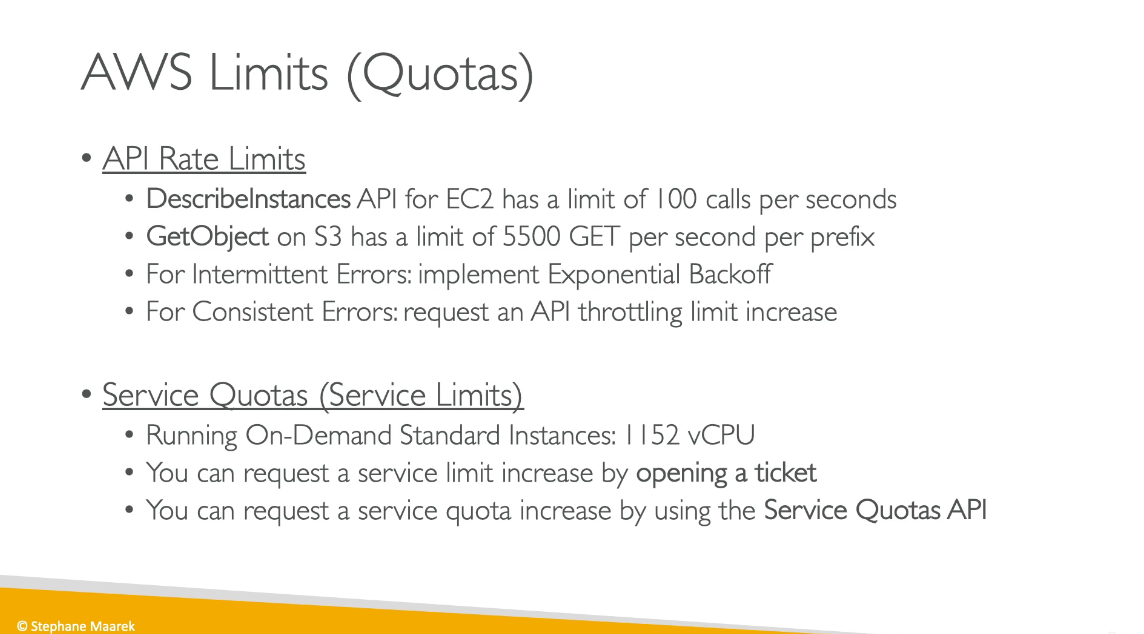 AWS Limits (Quotas)
• API Rate Limits
• DescribeInstances API for EC2 has a limit of 100 calls per seconds
• GetObject on S3 has a limit of 5500 GET per second per prefix
• For Intermittent Errors: implement Exponential Backoff
• For Consistent Errors: request an API throttling limit increase
• Service Quotas (Service Limits)
• Running On-Demand Standard Instances: 1152 vCPU
• You can request a service limit increase by opening a ticket
• You can request a service quota increase by using the Service Quotas API
© Stephane Maarek